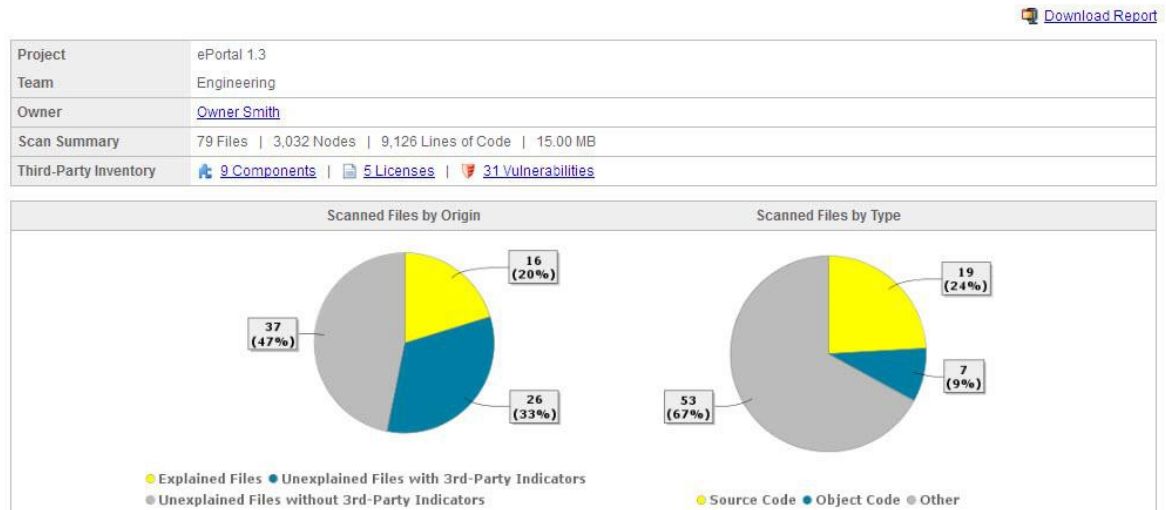 Download Report
Project ePortal 1.3
Team Engineering
Owner Owner Smith
Scan Summary 79 Files | 3,032 Nodes | 9,126 Lines of Code | 15.00 MB
Third-Party Inventory 9 Components | 5 Licenses | 31 Vulnerabilities
Scanned Files by Origin
16
(20%)
37
(47%)
26
(33%)
Explained Files Unexplained Files with 3rd-Party Indicators
Unexplained Files without 3rd-Party Indicators
Scanned Files by Type
19
(24%)
7
(9%)
53
(67%)
Source Code Object Code Other